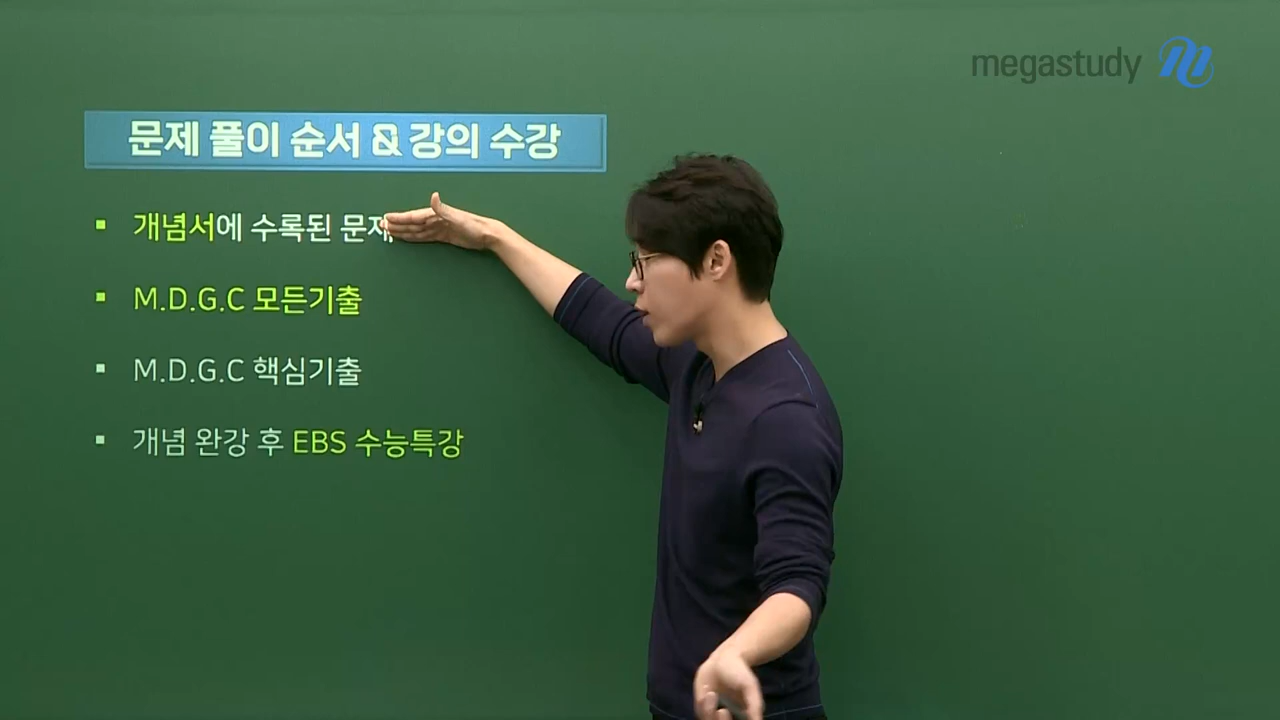 megastudy
문제 풀이 순서 & 강의 수강
개념서에 수록된 문제
M.D.G.C 모든기출
M.D.G.C 핵심기출
개념 완강 후 EBS 수능특강